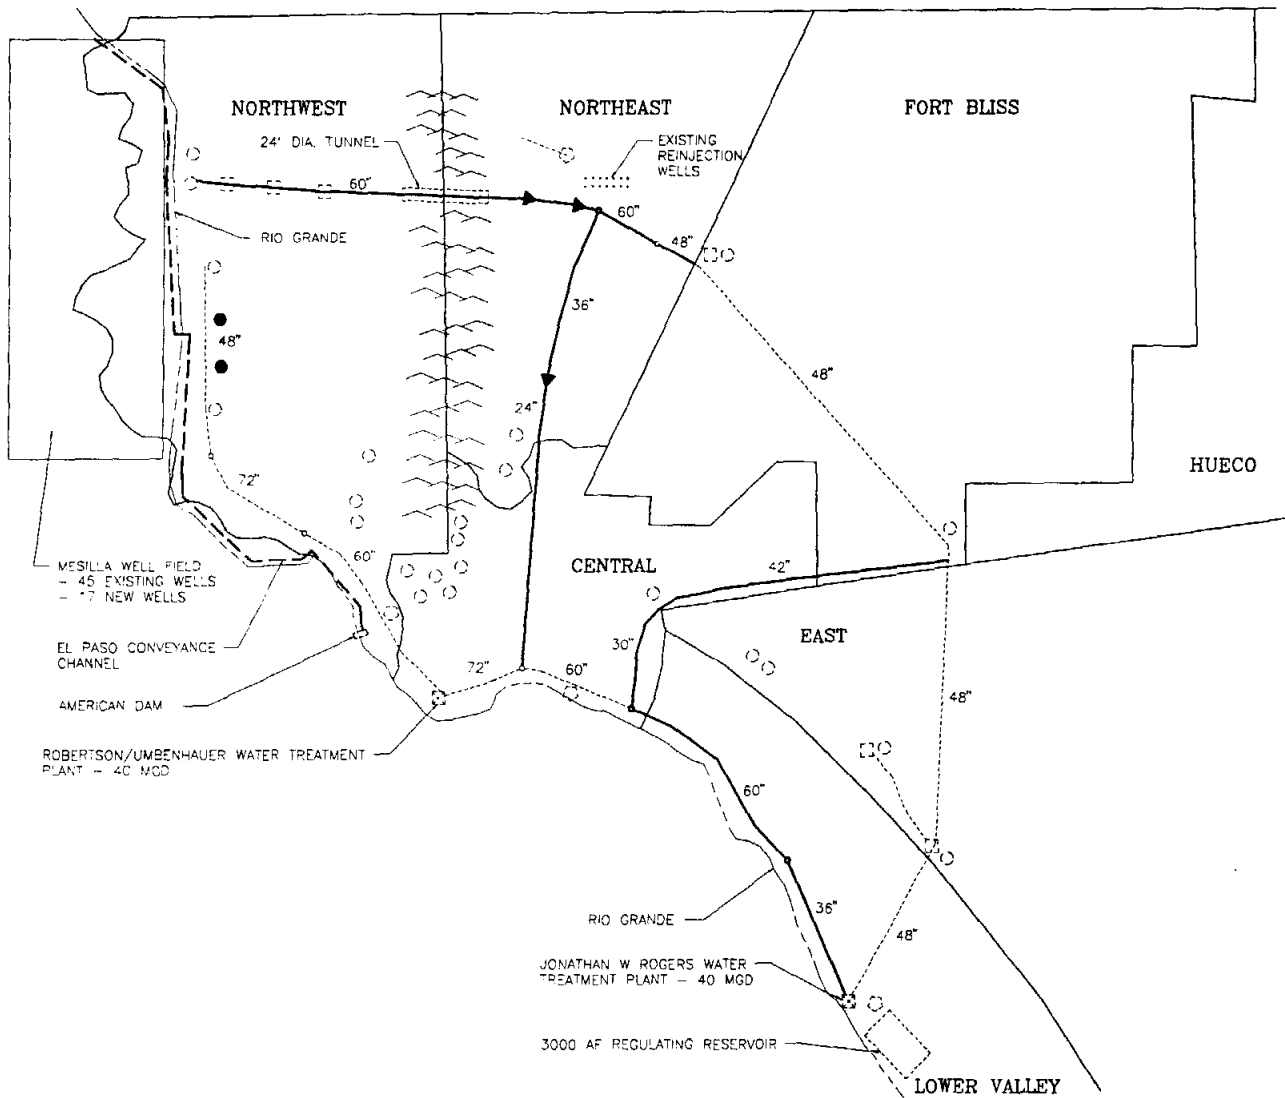 NORTHWEST
NORTHEAST
FORT BLISS
24' DIA. TUNNEL
EXISTING
REINJECTION
WELLS
60"
60"
RIO GRANDE
48"
36"
48"
48"
24"
HUECO
72"
60"
MESILLA WELL FIELD
- 45 EXISTING WELLS
- 17 NEW WELLS
CENTRAL
42"
EAST
30"
EL PASO CONVEYANCE
CHANNEL
72"
60"
48"
AMERICAN DAM
ROBERTSON/UMBENHAUER WATER TREATMENT
PLANT - 40 MGD
60"
RIO GRANDE
36"
48"
JONATHAN W ROGERS WATER
TREATMENT PLANT - 40 MGD
3000 AF REGULATING RESERVOIR
LOWER VALLEY